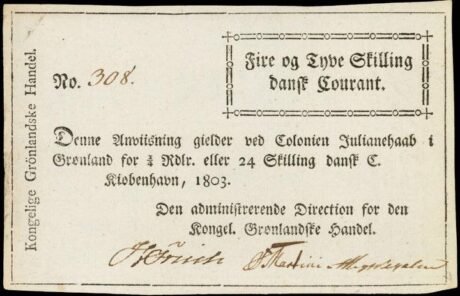 Kongelige Grönlandske Handel.
No. 308.
Fire og Tyve Skilling
dansk Courant.
Denne Anviisning gielder ved Colonien Julianehaab i
Grønland for ¼ Rdlr. eller 24 Skilling dansk C.
Kiobenhavn, 1803.
Den administrerende Direction for den
Kongel. Grønlandske Handel.